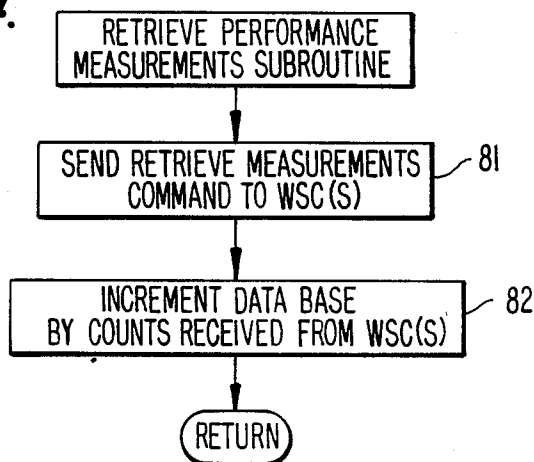 RETRIEVE PERFORMANCE
MEASUREMENTS SUBROUTINE
SEND RETRIEVE MEASUREMENTS
COMMAND TO WSC(S)
81
INCREMENT DATA BASE
BY COUNTS RECEIVED FROM WSC(S)
82
RETURN